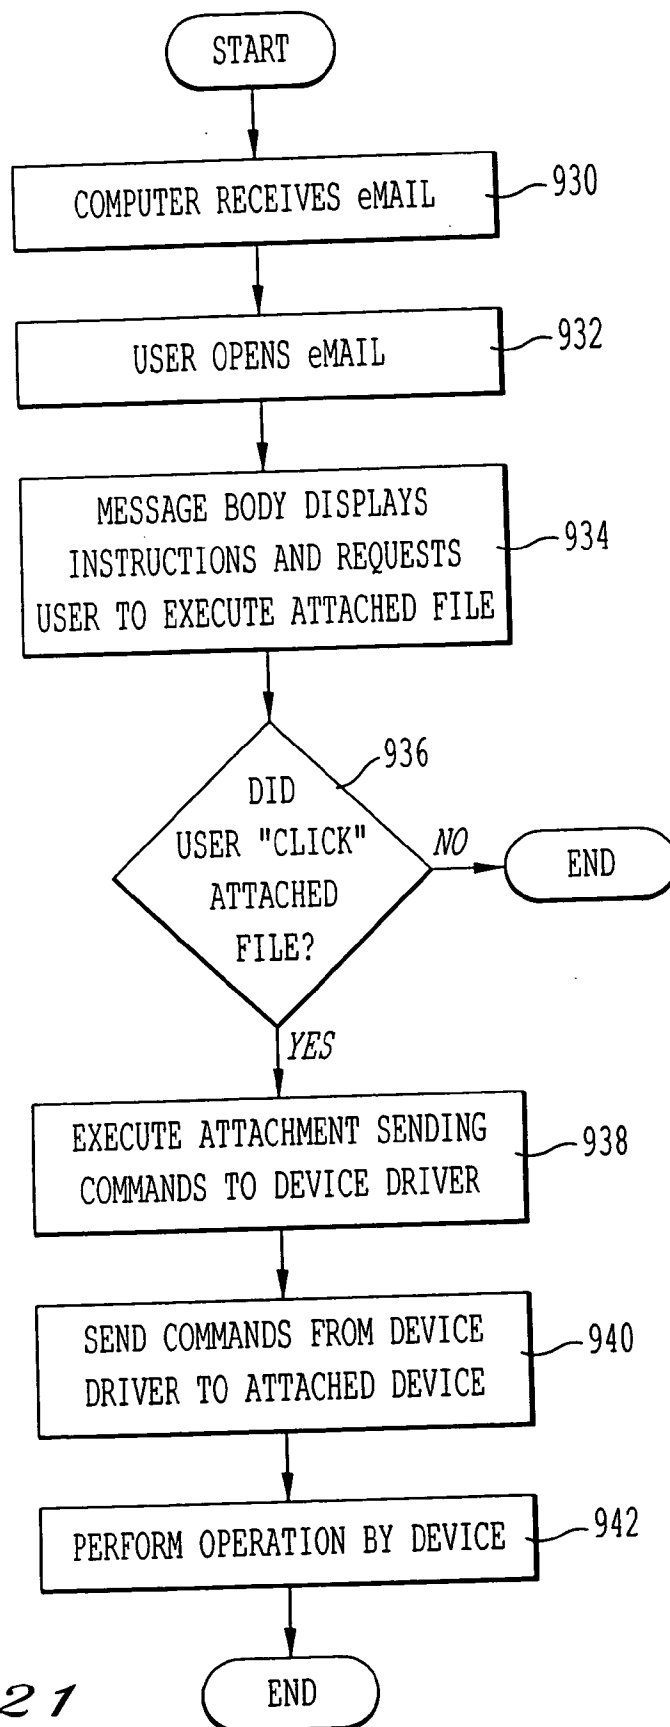 START
COMPUTER RECEIVES eMAIL
930
USER OPENS eMAIL
932
MESSAGE BODY DISPLAYS
INSTRUCTIONS AND REQUESTS
USER TO EXECUTE ATTACHED FILE
934
936
DID
USER "CLICK"
ATTACHED
FILE?
NO
END
YES
EXECUTE ATTACHMENT SENDING
COMMANDS TO DEVICE DRIVER
938
SEND COMMANDS FROM DEVICE
DRIVER TO ATTACHED DEVICE
940
PERFORM OPERATION BY DEVICE
942
END
21